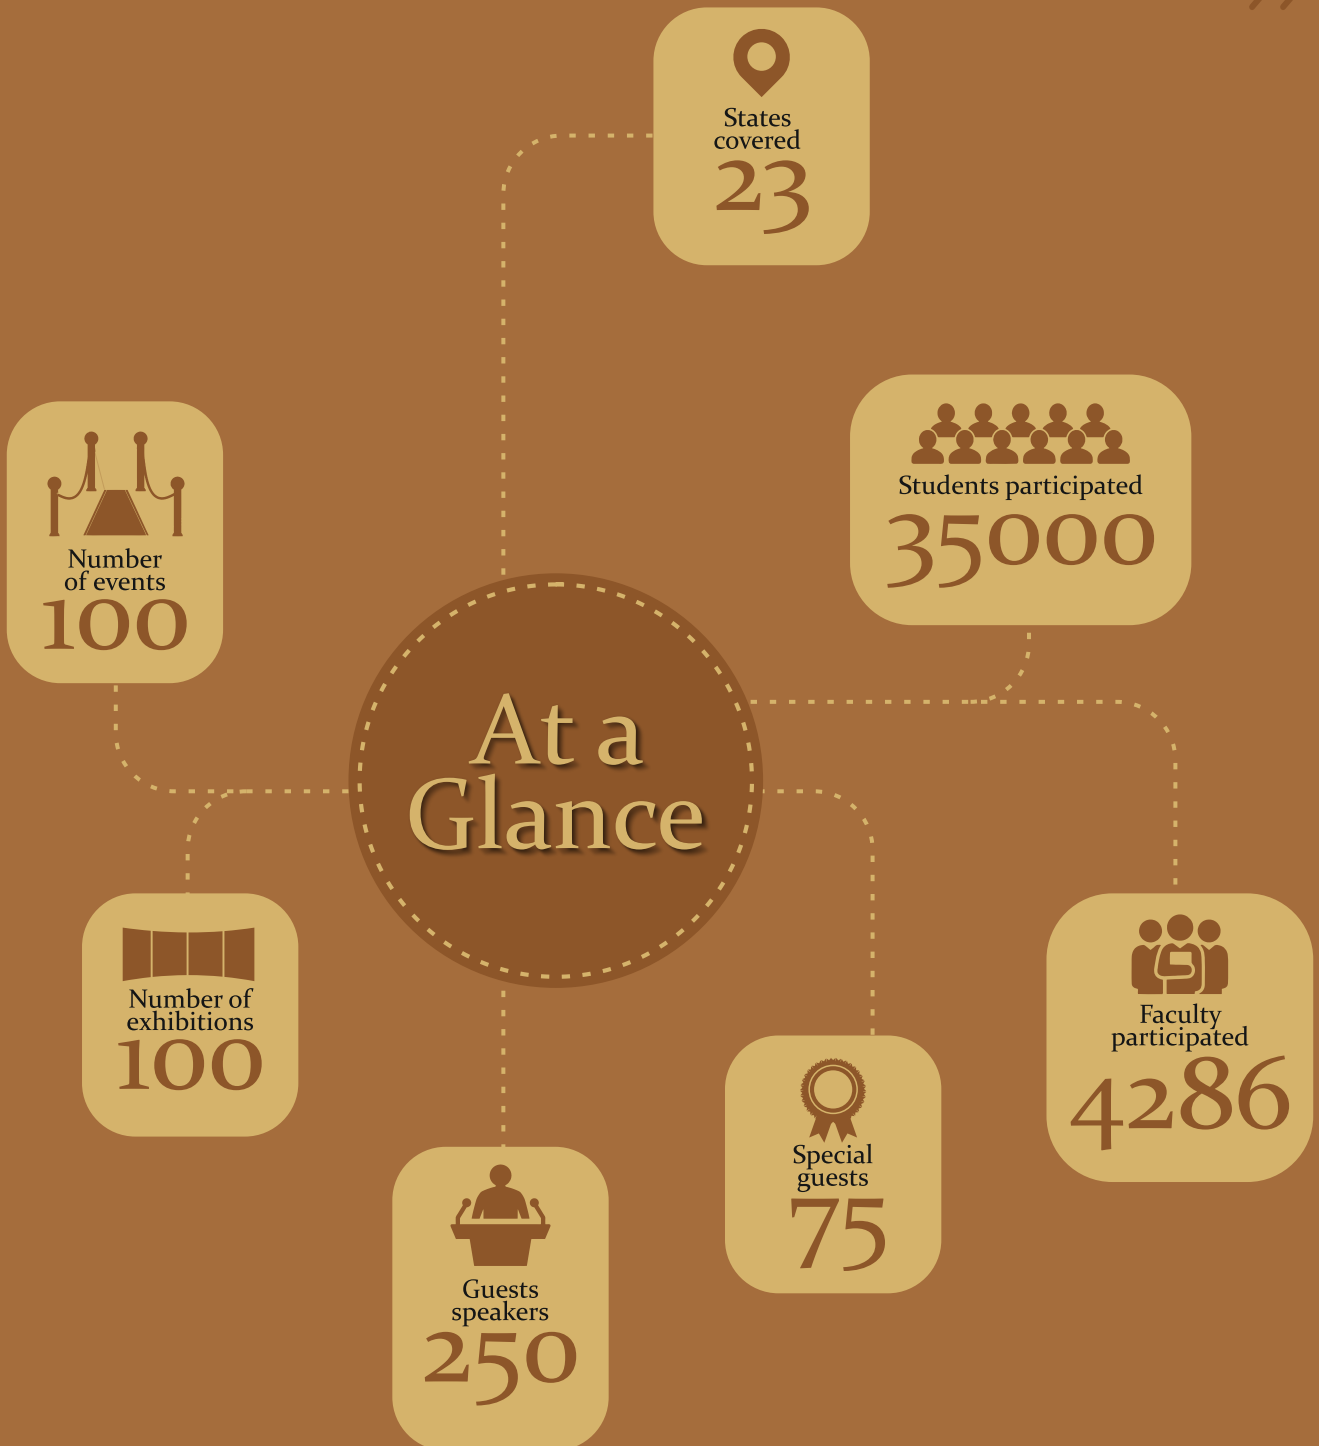 States
covered
23
Students participated
35000
Number
of events
100
At a
Glance
Number of
exhibitions
100
Faculty
participated
4286
Special
guests
75
Guests
speakers
250